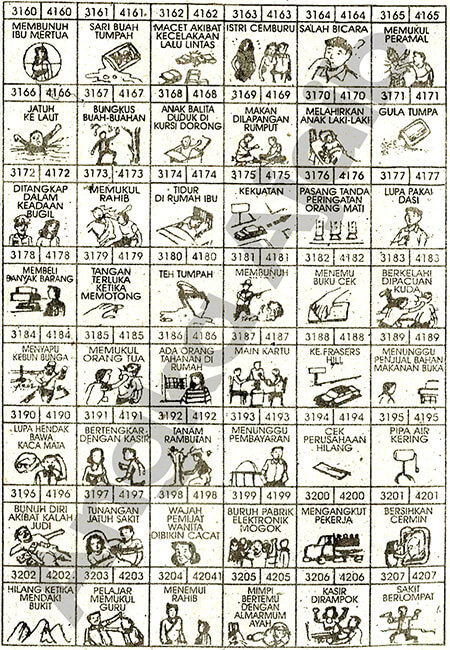 3160 4160 3161 4161 3162 4162 3163 4163 3164 4164 3165 4165
MEMBUNUH SARI BUAH MACET AKIBAT ISTRI CEMBURU SALAH BICARA MEMUKUL
IBU MERTUA TUMPAH KECELAKAAN PERAMAL
LALU LINTAS
3166 4166 3167 4167 3168 4168 3169 4169 3170 4170 3171 4171
JATUH BUNGKUS ANAK BALITA MAKAN MELAHIRKAN GULA TUMPA
KE LAUT BUAH-BUAHAN DUDUK DI DILAPANGAN ANAK LAKI-LAKI
KURSI DORONG RUMPUT
3172 4172 3173 4173 3174 4174 3175 4175 3176 4176 3177 4177
DITANGKAP MEMUKUL TIDUR KEKUATAN PASANG TANDA LUPA PAKAI
DALAM RAHIB DI RUMAH IBU PERINGATAN DASI
KEADAAN ORANG MATI
BUGIL
3178 4178 3179 4179 3180 4180 3181 4181 3182 4182 3183 4183
MEMBELI TANGAN TEH TUMPAH MEMBUNUH MENEMU BERKELAHI
BANYAK BARANG TERLUKA BUKU CEK DIPACUAN
KETIKA KUDA
MEMOTONG
4184 4184 3185 4185 3186 4186 3187 4187 3188 4188 3189 4189
MENYAPU MEMUKUL ADA ORANG MAIN KARTU KE.FRASERS MENUNGGU
KEBUN BUNGA ORANG TUA TAHANAN DI HILL PENJUAL BAHAN
RUMAH MAKANAN BUKA
3190 4190 3191 4191 3192 4192 3193 4193 3194 4194 3195 4195
LUPA HENDAK BERTENGKAR TANAM MENUNGGU CEK PIPA AIR
BAWA DENGAN KASIR RAMBUTAN PEMBAYARAN PERUSAHAAN KERING
KACA MATA HILANG
3196 4196 3197 4197 3198 4198 3199 4199 3200 4200 3201 4201
BUNUH DIRI TUNANGAN WAJAH BURUH PABRIK MENGANGKUT BERSIHKAN
AKIBAT KALAH JATUH SAKIT PEMIJAT ELEKTRONIK PEKERJA CERMIN
JUDI WANITA MOGOK
DIBIKIN CACAT
3202 4202 3203 4203 3204 42041 3205 4205 3206 4206 3207 4207
HILANG KETIKA PELAJAR MENEMUI MIMPI KASIR SAKIT
MENDAKI MEMUKUL RAHIB BERTEMU DIRAMPOK BERLOMPAT
BUKIT GURU DENGAN
ALMARMUM
AYAH